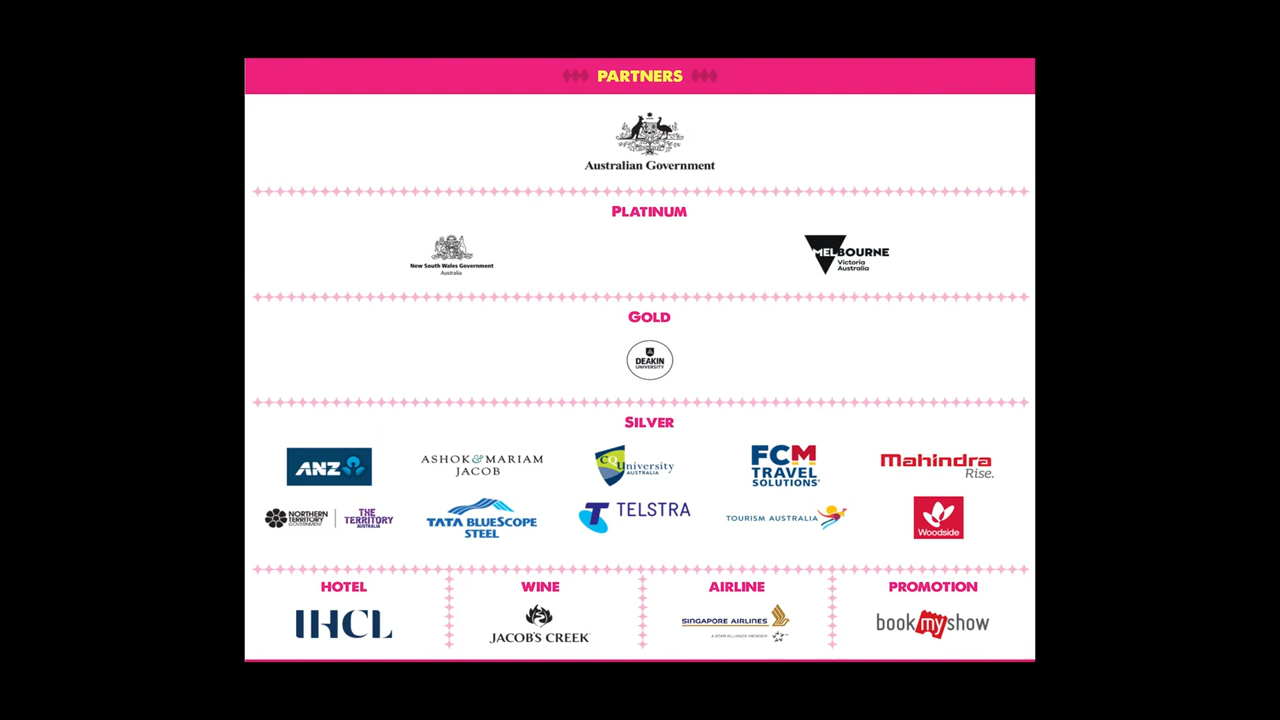 PARTNERS
Australian Government
PLATINUM
New South Wales Government
Australia
MELBOURNE
Victoria
Australia
GOLD
DEAKIN
UNIVERSITY
SILVER
ANZ
ASHOK & MARIAM
JACOB
CQUniversity
AUSTRALIA
FCM
TRAVEL
SOLUTIONS
Mahindra
Rise.
NORTHERN
TERRITORY
GOVERNMENT
THE
TERRITORY
AUSTRALIA
TATA BLUESCOPE
STEEL
TELSTRA
TOURISM AUSTRALIA
Woodside
HOTEL
IHCL
WINE
JACOB'S CREEK
AIRLINE
SINGAPORE AIRLINES
A STAR ALLIANCE MEMBER
PROMOTION
bookmyshow